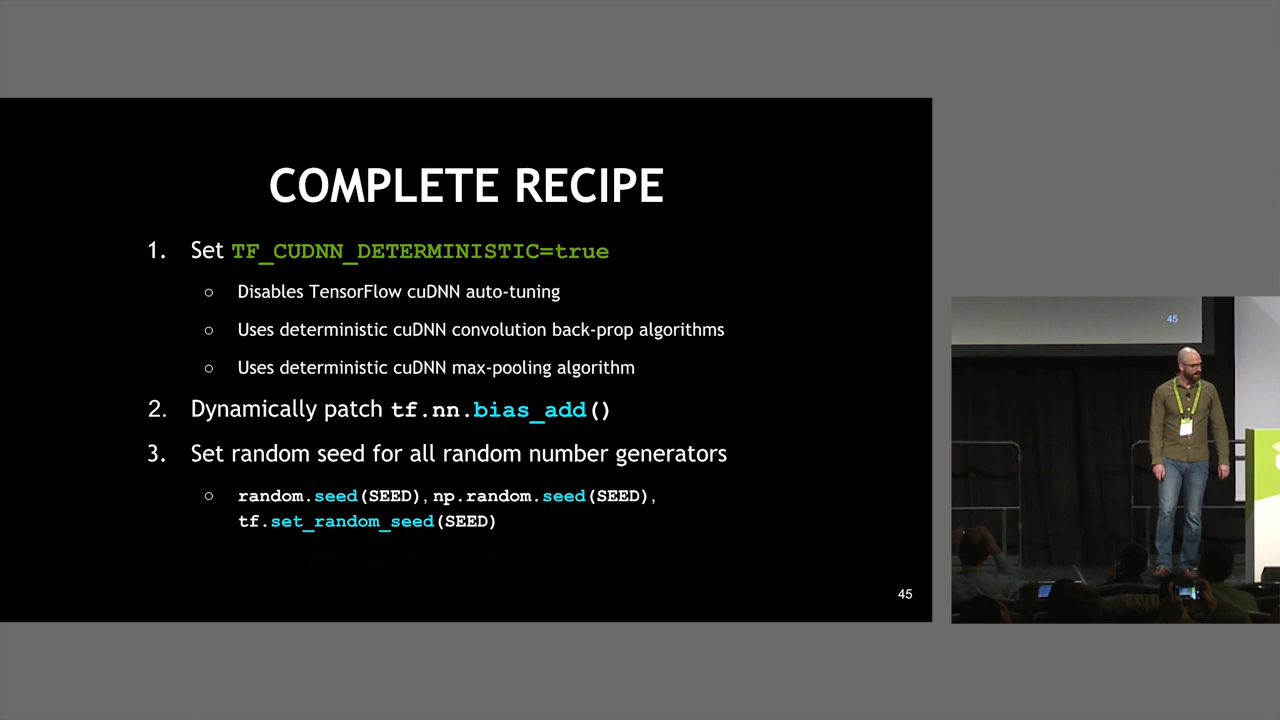 COMPLETE RECIPE
1. Set TF_CUDNN_DETERMINISTIC=true
○ Disables TensorFlow cuDNN auto-tuning
○ Uses deterministic cuDNN convolution back-prop algorithms
○ Uses deterministic cuDNN max-pooling algorithm
2. Dynamically patch tf.nn.bias_add()
3. Set random seed for all random number generators
○ random.seed(SEED), np.random.seed(SEED),
tf.set_random_seed(SEED)
45
45